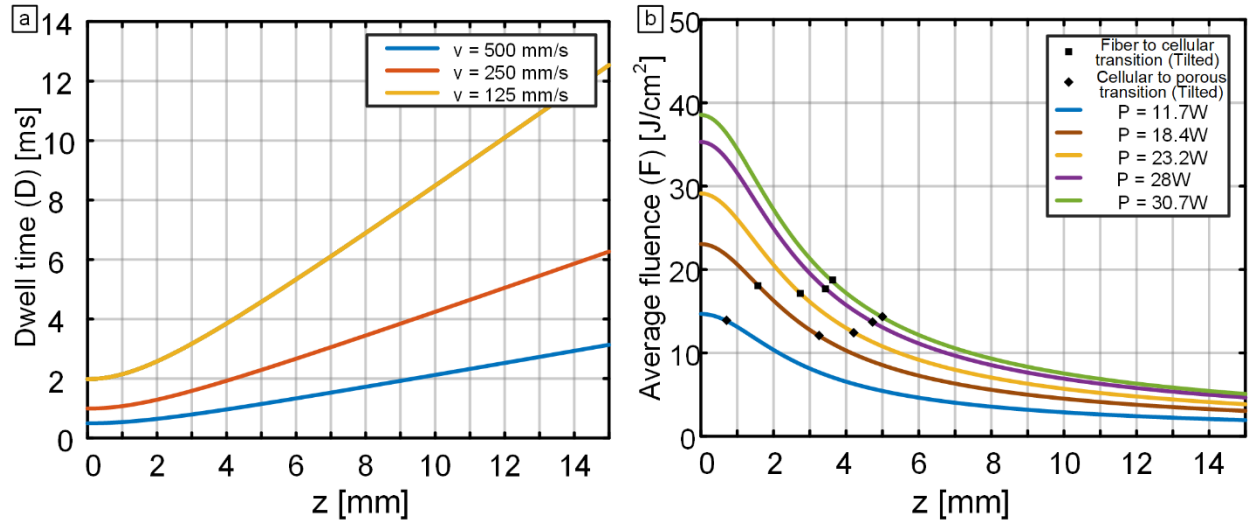 a
Dwell time (D) [ms]
14
12
10
8
6
4
2
0
v = 500 mm/s
v = 250 mm/s
v = 125 mm/s
0 2 4 6 8 10 12 14
z [mm]
b
Average fluence (F) [J/cm²]
50
40
30
20
10
0
Fiber to cellular
transition (Tilted)
Cellular to porous
transition (Tilted)
P = 11.7W
P = 18.4W
P = 23.2W
P = 28W
P = 30.7W
0 2 4 6 8 10 12 14
z [mm]